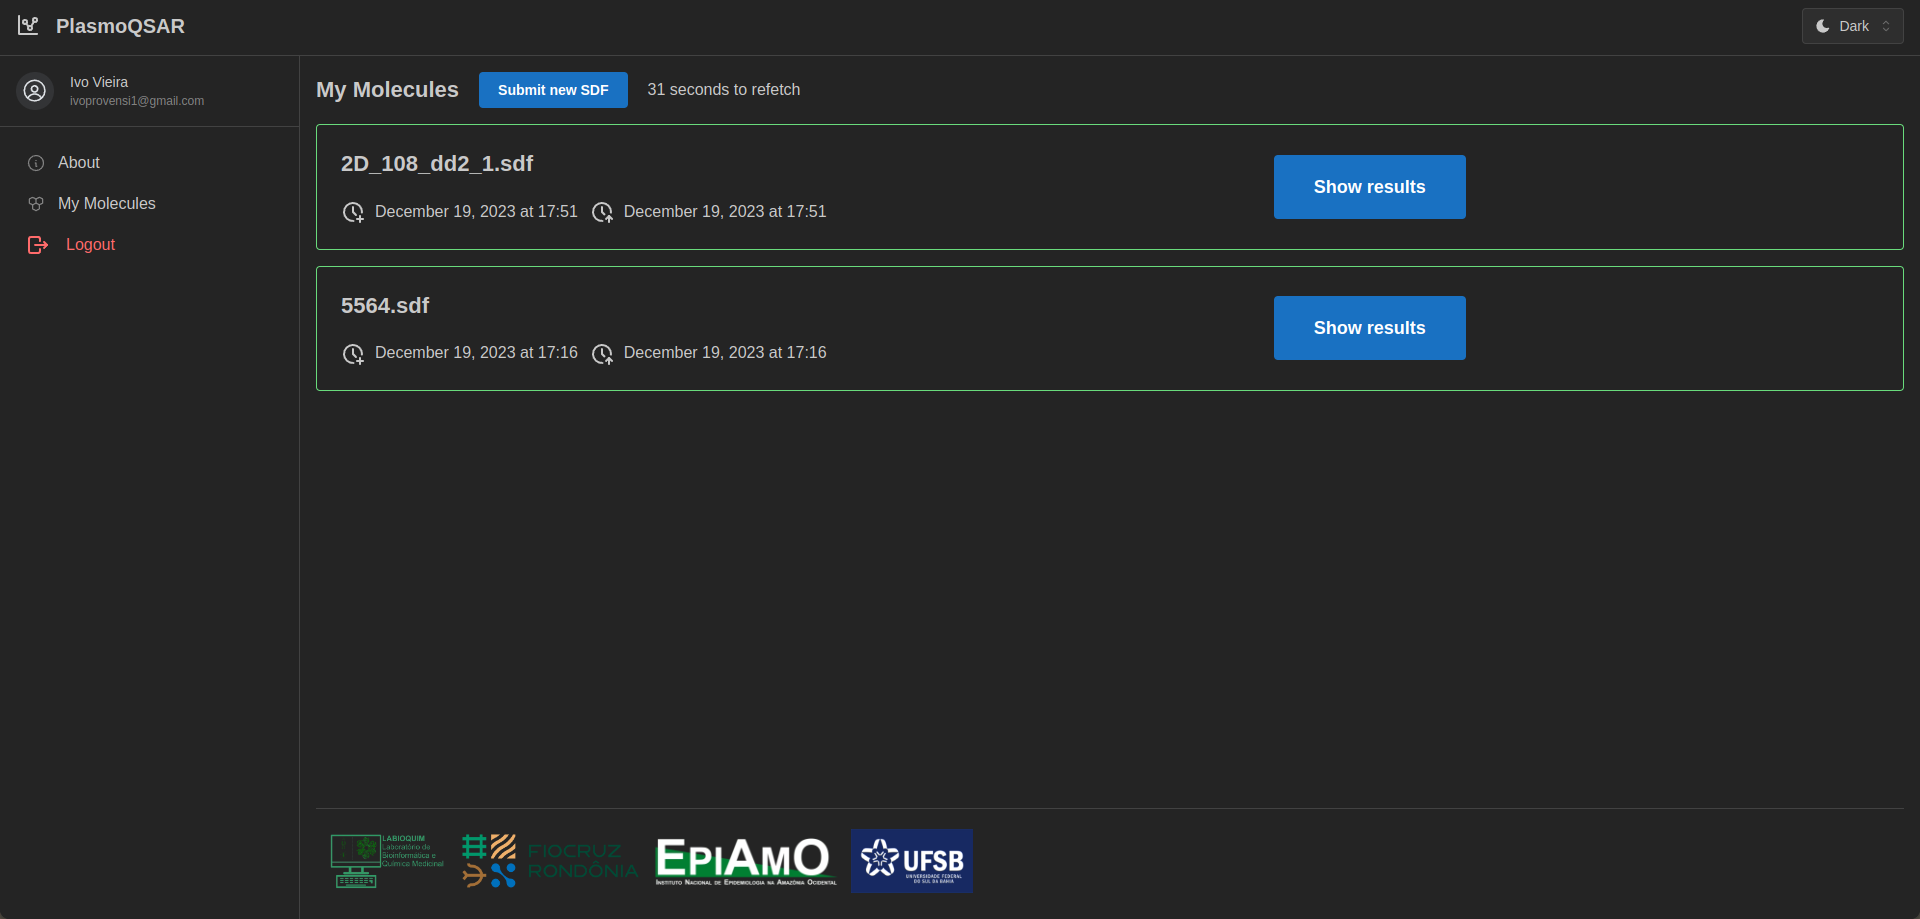 PlasmoQSAR
Dark
Ivo Vieira
ivoprovensi1@gmail.com
About
My Molecules
Logout
My Molecules
Submit new SDF
31 seconds to refetch
2D_108_dd2_1.sdf
December 19, 2023 at 17:51
December 19, 2023 at 17:51
Show results
5564.sdf
December 19, 2023 at 17:16
December 19, 2023 at 17:16
Show results
LABIOQUIM
Laboratório de
Bioinformática e
Química Medicinal
FIOCRUZ
RONDÔNIA
EPIAMO
INSTITUTO NACIONAL DE EPIDEMIOLOGIA NA AMAZÔNIA OCIDENTAL
UFSB
UNIVERSIDADE FEDERAL
DO SUL DA BAHIA